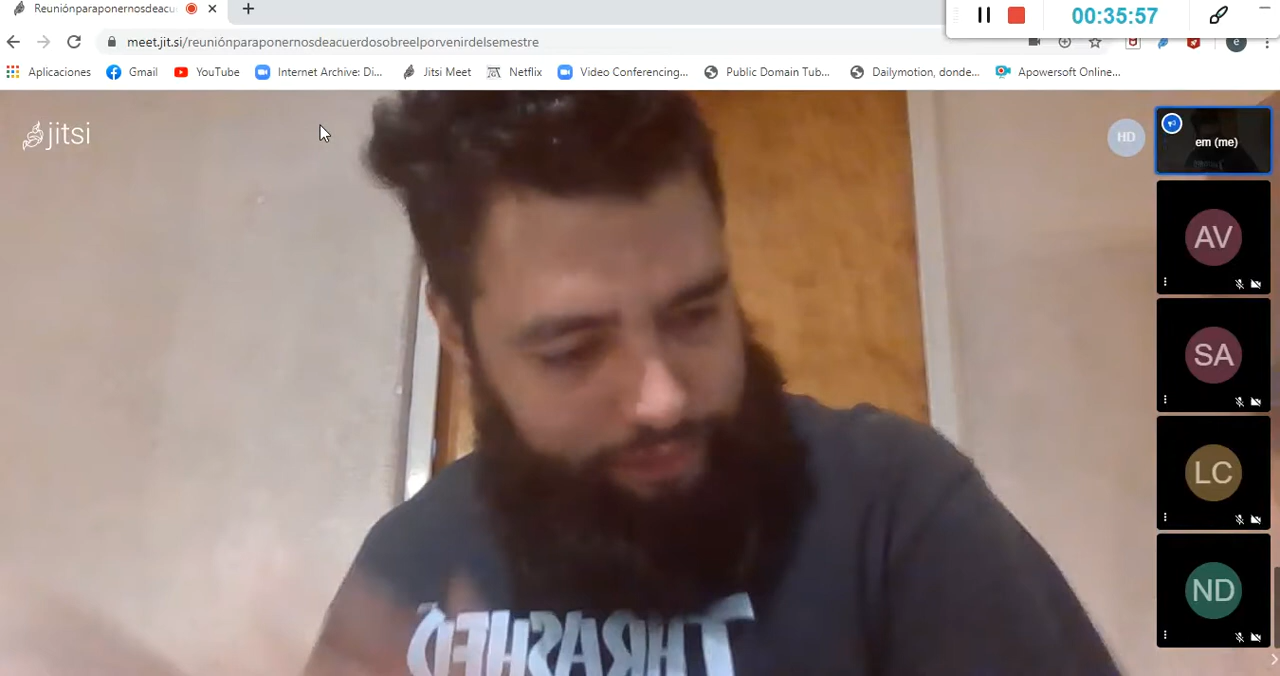 Reuniónparaponernosdeacu
00:35:57
meet.jit.si/reuniónparaponernosdeacuerdosobreelporvenirdelsemestre
e
Aplicaciones Gmail YouTube Internet Archive: Di... Jitsi Meet Netflix Video Conferencing... Public Domain Tub... Dailymotion, donde... Apowersoft Online...
jitsi
HD
em (me)
AV
SA
LC
ND
THRASHED